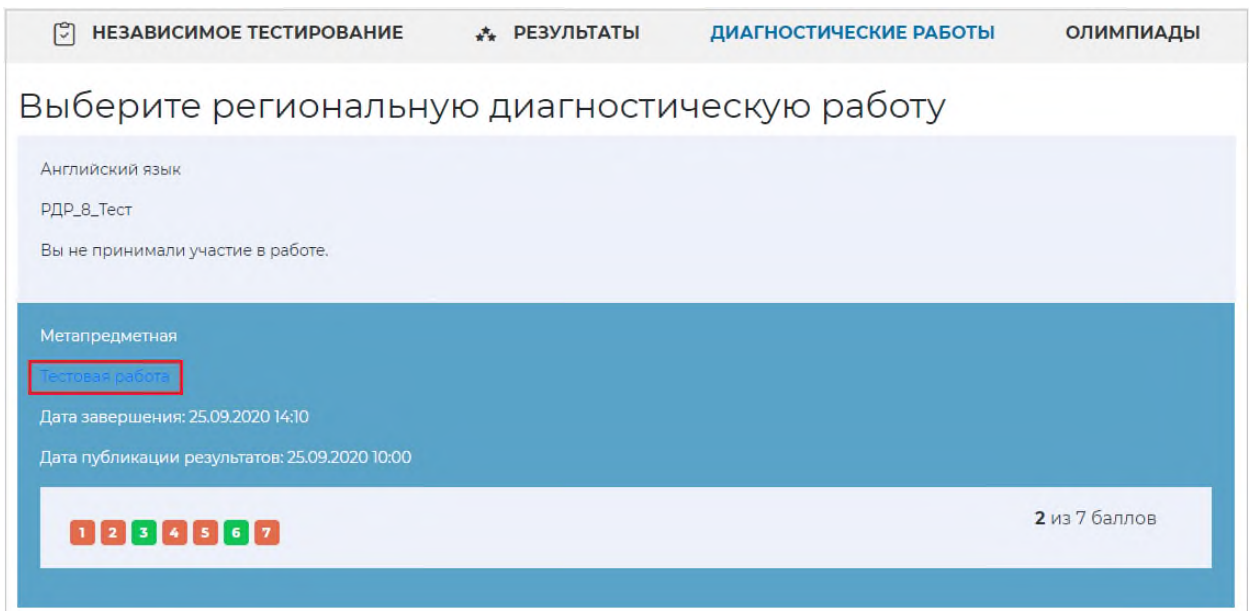 НЕЗАВИСИМОЕ ТЕСТИРОВАНИЕ РЕЗУЛЬТАТЫ ДИАГНОСТИЧЕСКИЕ РАБОТЫ ОЛИМПИАДЫ
Выберите региональную диагностическую работу
Английский язык
РДР_8_Тест
Вы не принимали участие в работе.
Метапредметная
Тестовая работа
Дата завершения: 25.09.2020 14:10
Дата публикации результатов: 25.09.2020 10:00
1 2 3 4 5 6 7 2 из 7 баллов